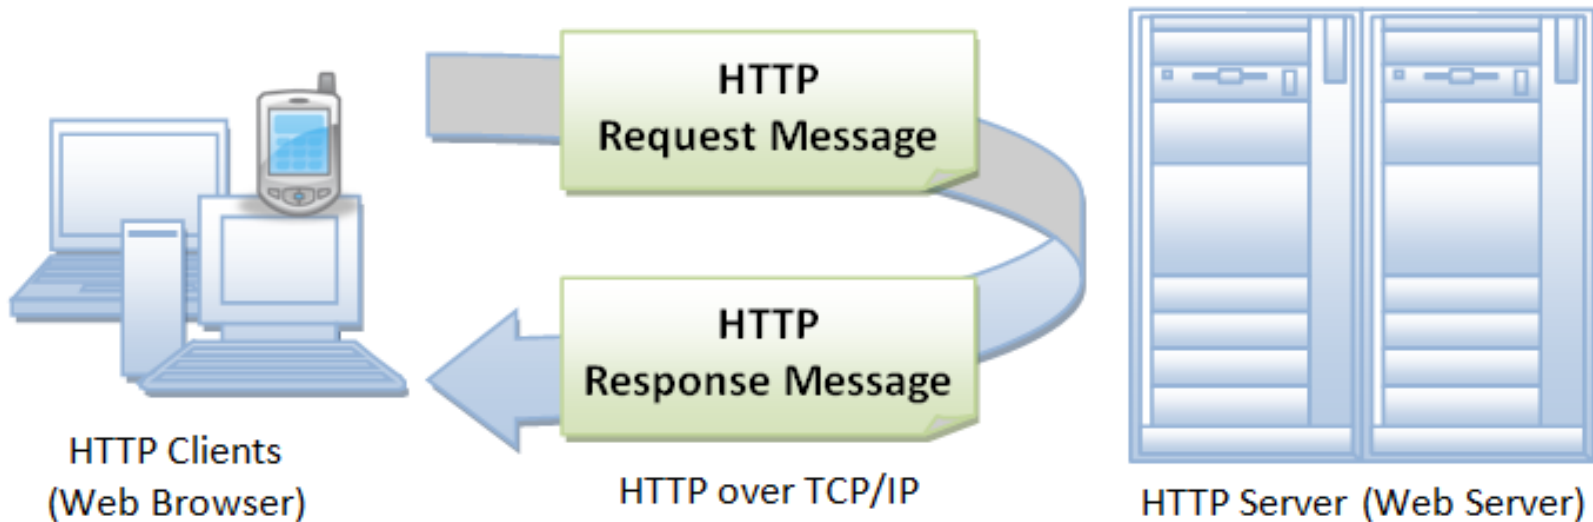 HTTP
Request Message
HTTP
Response Message
HTTP Clients
(Web Browser)
HTTP over TCP/IP
HTTP Server (Web Server)